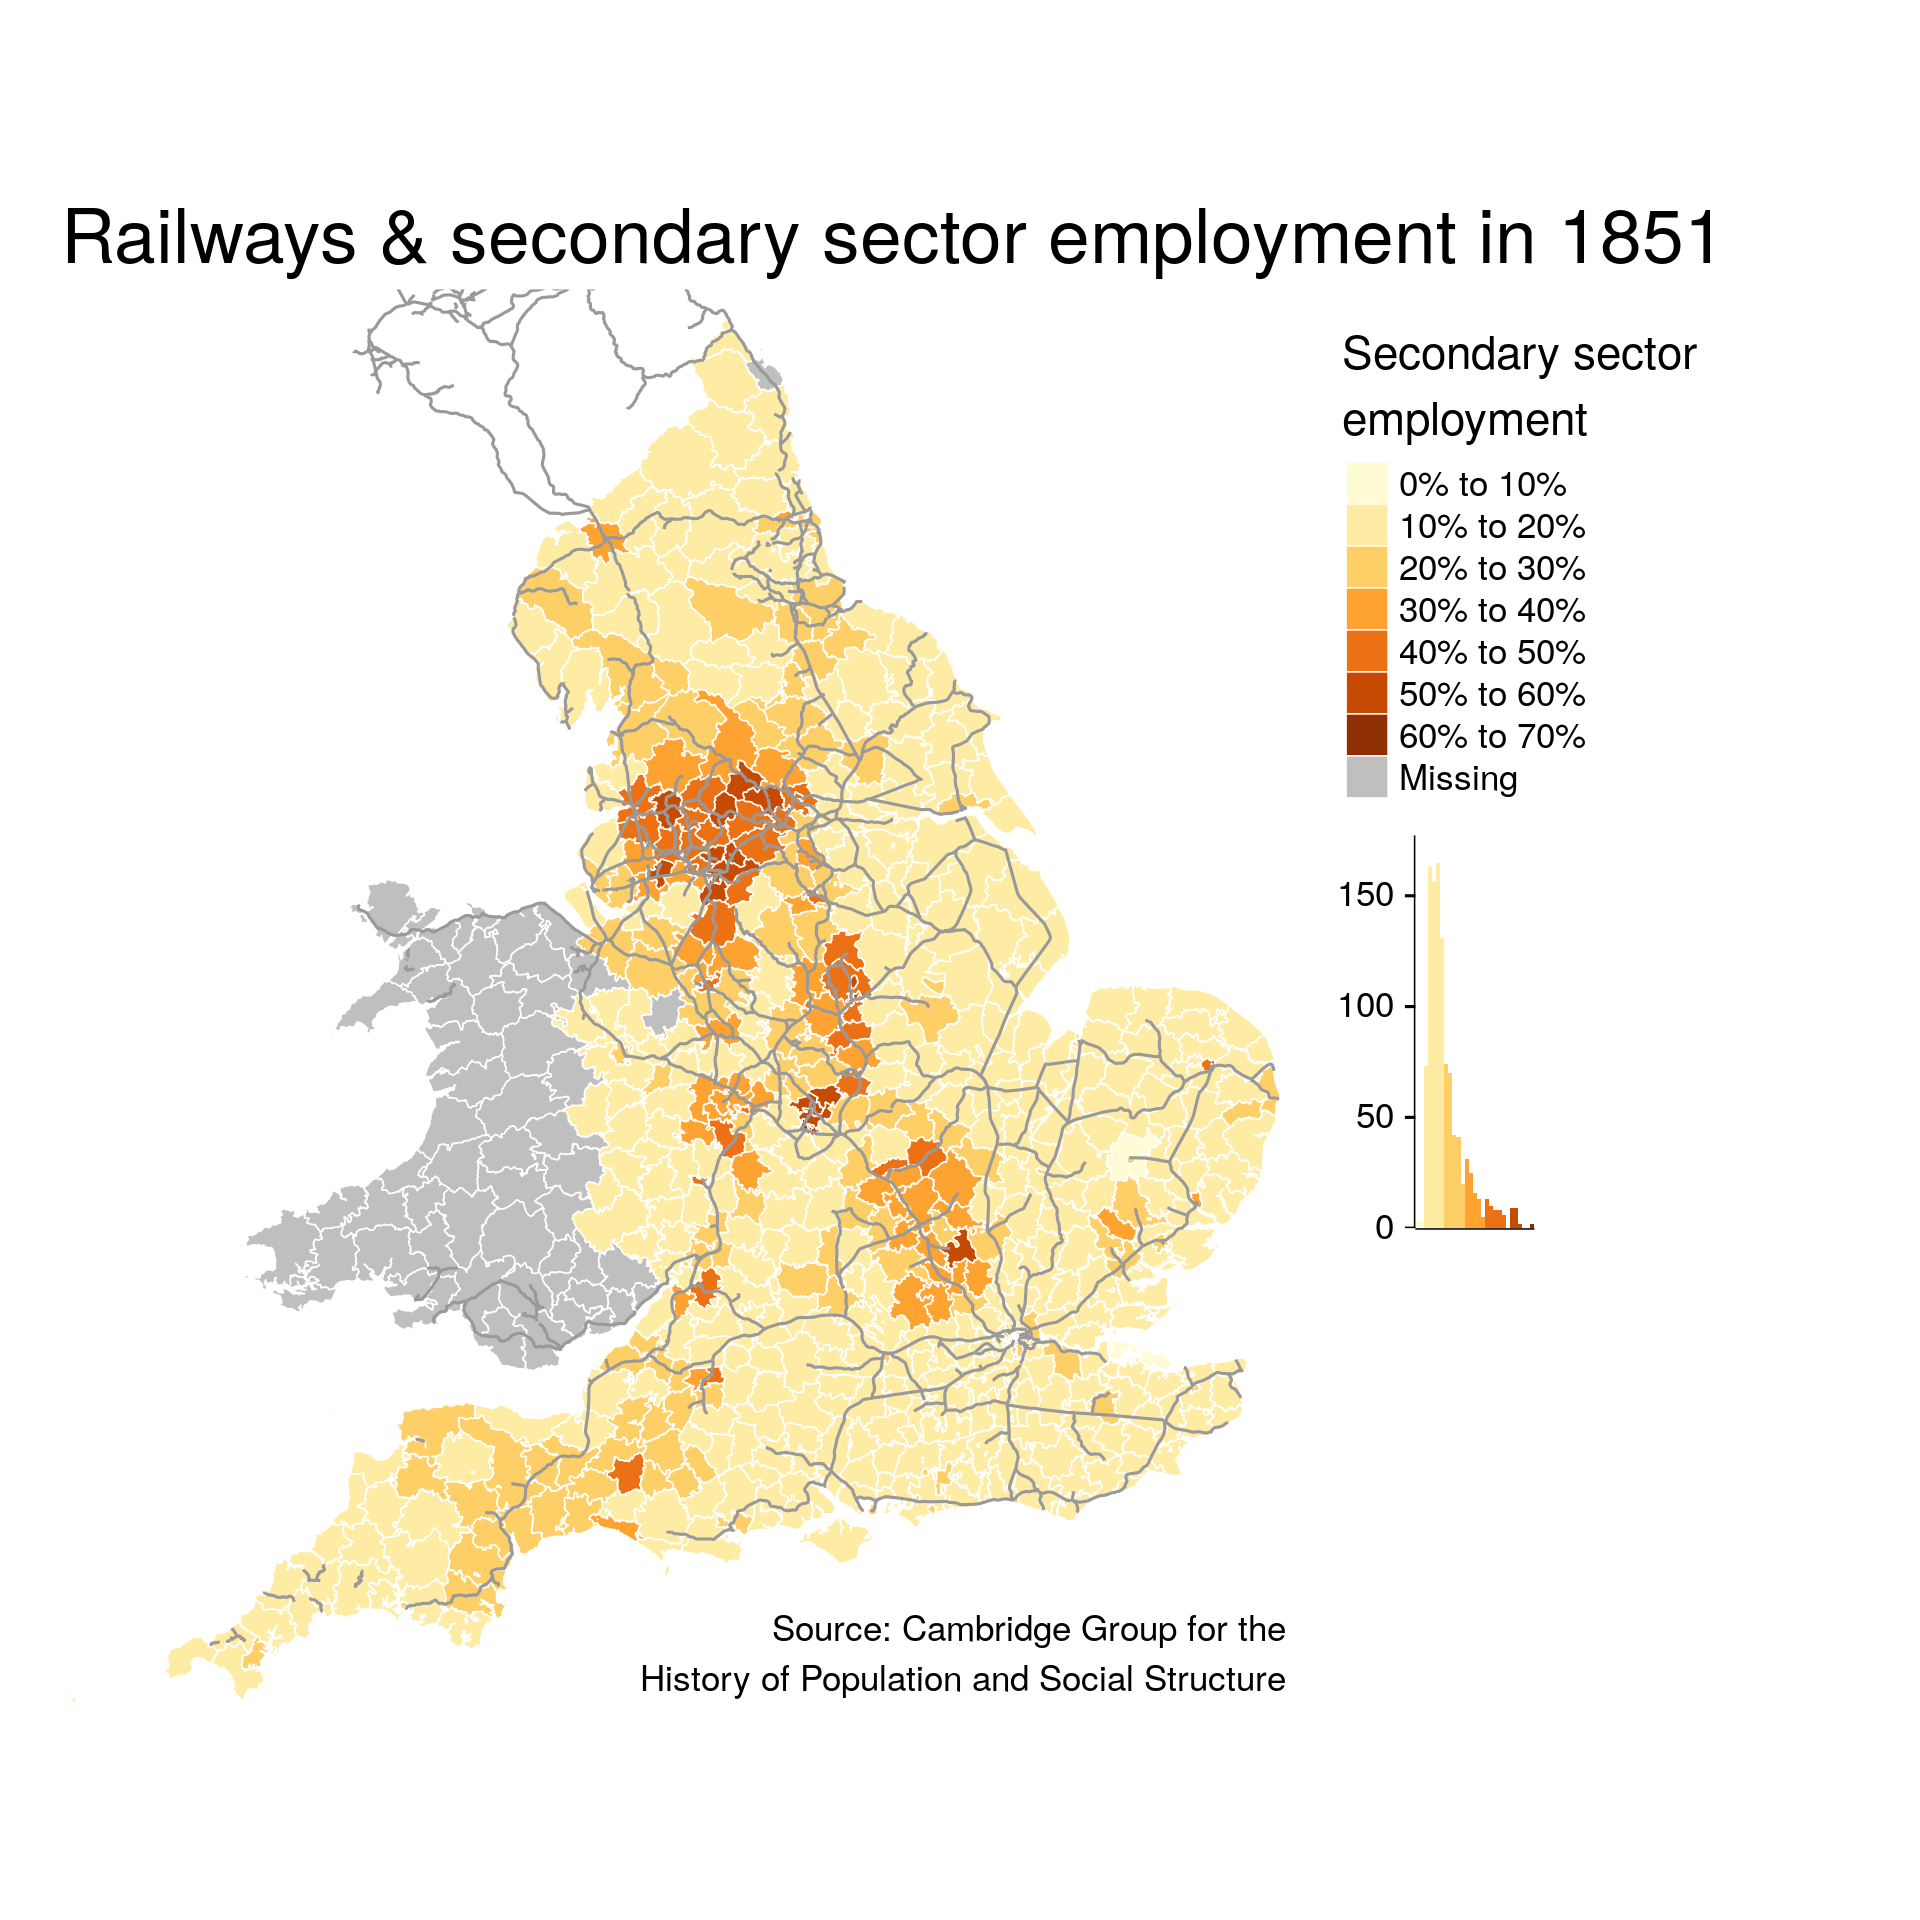 Railways & secondary sector employment in 1851
Secondary sector
employment
0% to 10%
10% to 20%
20% to 30%
30% to 40%
40% to 50%
50% to 60%
60% to 70%
Missing
150
100
50
0
Source: Cambridge Group for the
History of Population and Social Structure